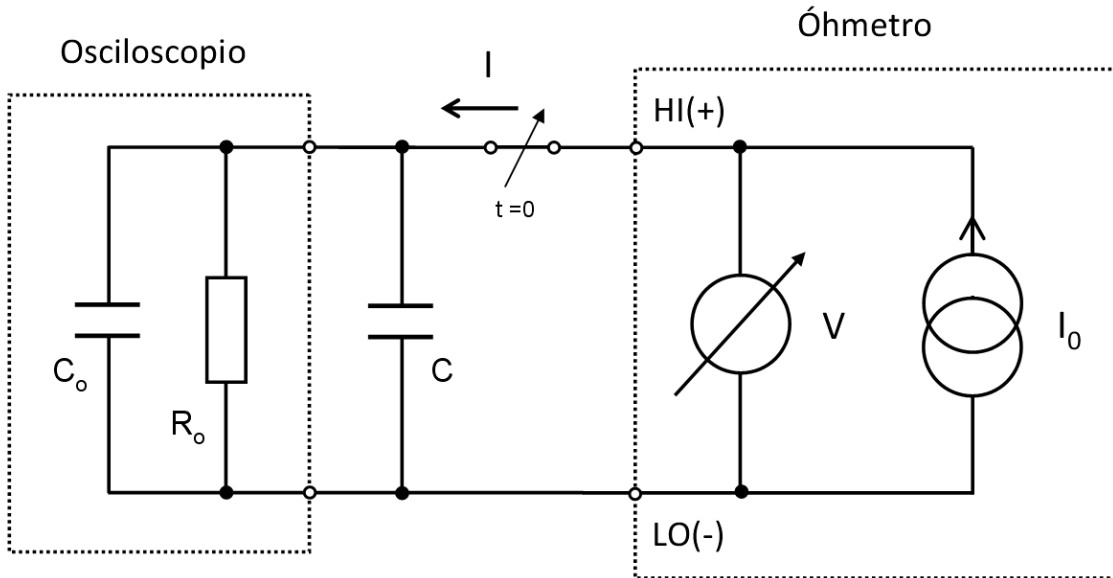 Osciloscopio
Óhmetro
I
HI(+)
t =0
Co
Ro
C
V
I0
LO(-)